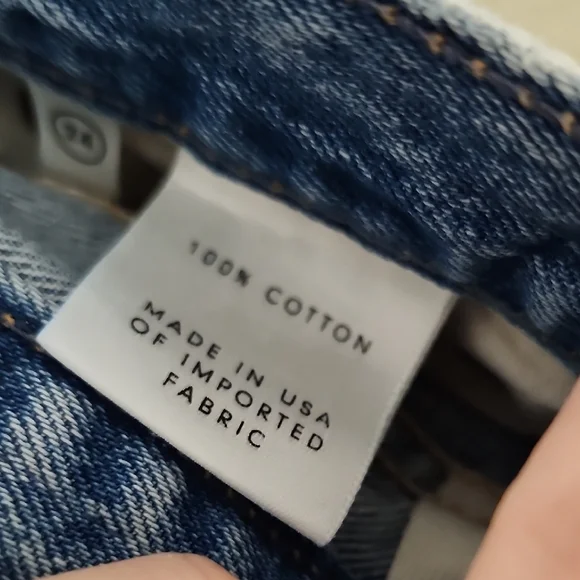 100% COTTON
MADE IN USA
OF IMPORTED
FABRIC